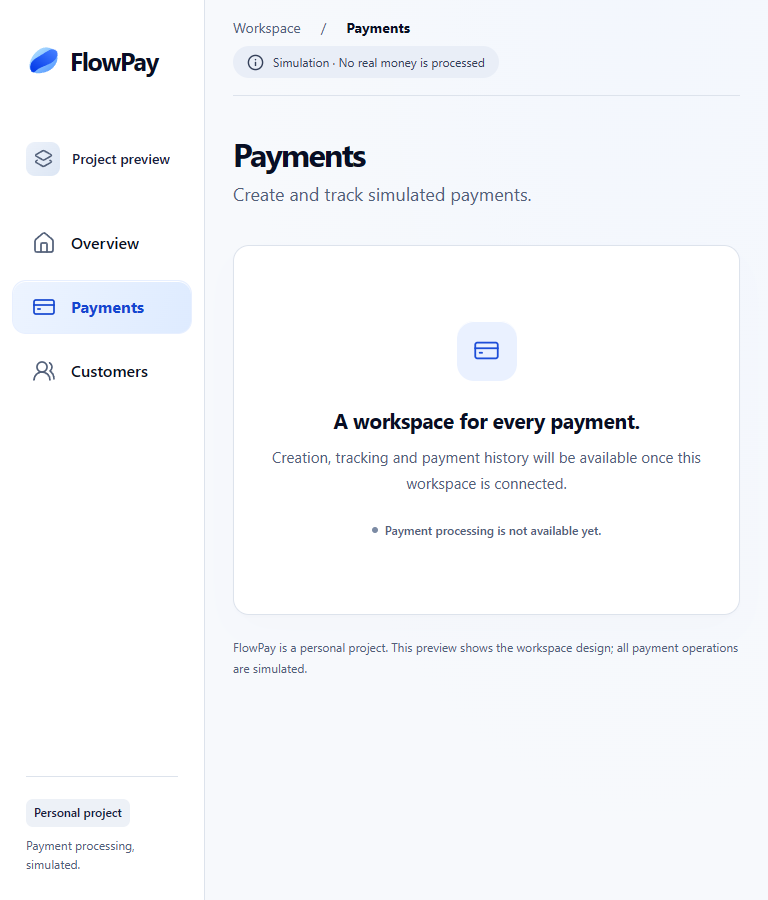 FlowPay
Project preview
Overview
Payments
Customers
Personal project
Payment processing,
simulated.
Workspace / Payments
Simulation · No real money is processed
Payments
Create and track simulated payments.
A workspace for every payment.
Creation, tracking and payment history will be available once this
workspace is connected.
Payment processing is not available yet.
FlowPay is a personal project. This preview shows the workspace design; all payment operations
are simulated.